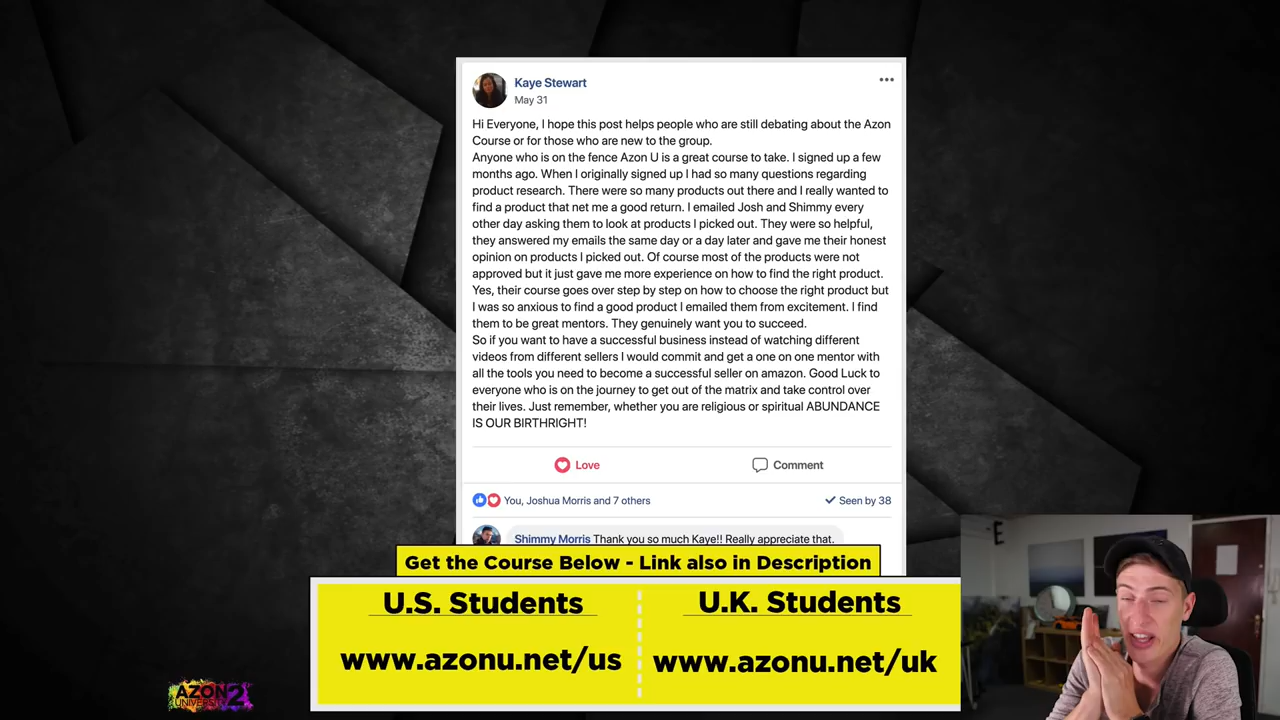 Kaye Stewart
May 31
Hi Everyone, I hope this post helps people who are still debating about the Azon
Course or for those who are new to the group.
Anyone who is on the fence Azon U is a great course to take. I signed up a few
months ago. When I originally signed up I had so many questions regarding
product research. There were so many products out there and I really wanted to
find a product that net me a good return. I emailed Josh and Shimmy every
other day asking them to look at products I picked out. They were so helpful,
they answered my emails the same day or a day later and gave me their honest
opinion on products I picked out. Of course most of the products were not
approved but it just gave me more experience on how to find the right product.
Yes, their course goes over step by step on how to choose the right product but
I was so anxious to find a good product I emailed them from excitement. I find
them to be great mentors. They genuinely want you to succeed.
So if you want to have a successful business instead of watching different
videos from different sellers I would commit and get a one on one mentor with
all the tools you need to become a successful seller on amazon. Good Luck to
everyone who is on the journey to get out of the matrix and take control over
their lives. Just remember, whether you are religious or spiritual ABUNDANCE
IS OUR BIRTHRIGHT!
Love
Comment
You, Joshua Morris and 7 others
Seen by 38
Shimmy Morris Thank you so much Kaye!! Really appreciate that.
Get the Course Below - Link also in Description
U.S. Students
U.K. Students
www.azonu.net/us
www.azonu.net/uk
AZON 2
UNIVERSITY